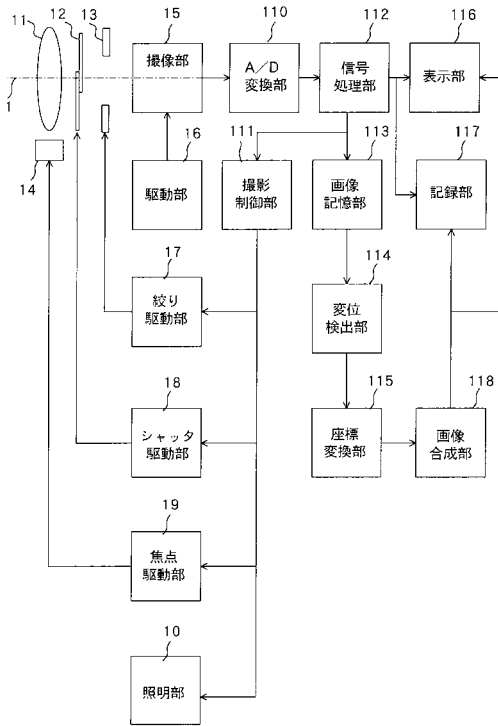 11
12
13
15
110
112
116
撮像部
A／D
変換部
信号
処理部
表示部
1
14
16
111
113
117
駆動部
撮影
制御部
画像
記憶部
記録部
17
114
絞り
駆動部
変位
検出部
18
115
118
シャッタ
駆動部
座標
変換部
画像
合成部
19
焦点
駆動部
10
照明部